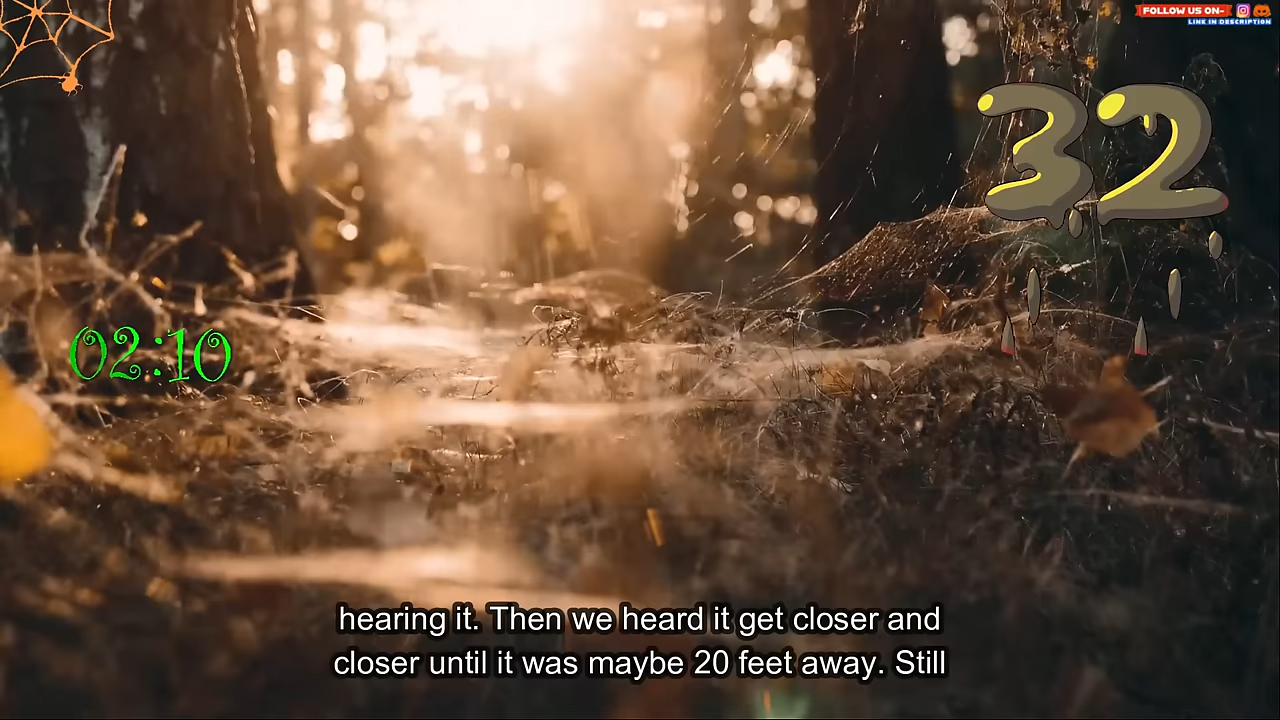 FOLLOW US ON-
LINK IN DESCRIPTION
32
02:10
hearing it. Then we heard it get closer and
closer until it was maybe 20 feet away. Still